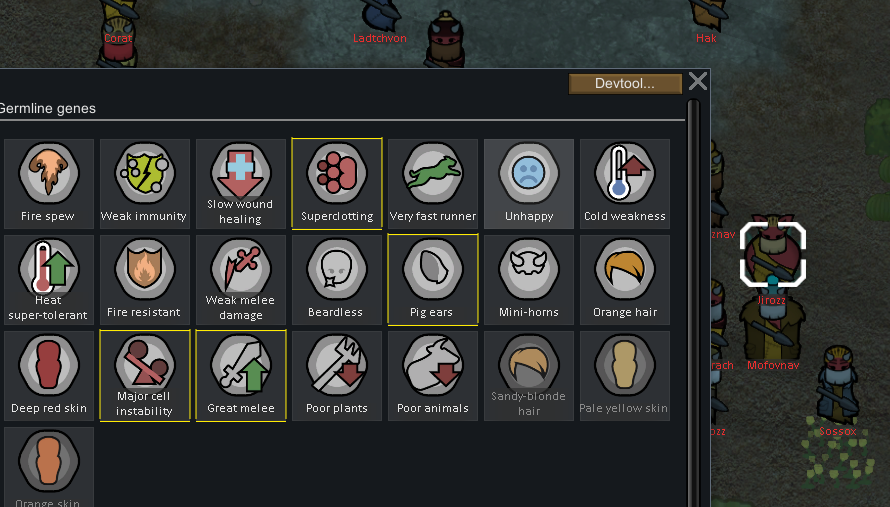 Corat
Ladtchvon
Hak
Devtool...
Germline genes
Fire spew
Weak immunity
Slow wound
healing
Superclotting
Very fast runner
Unhappy
Cold weakness
Heat
super-tolerant
Fire resistant
Weak melee
damage
Beardless
Pig ears
Mini-horns
Orange hair
Deep red skin
Major cell
instability
Great melee
Poor plants
Poor animals
Sandy-blonde
hair
Pale yellow skin
Orange skin
znav
Jirozz
rach
Mofovnav
ozz
Sossox